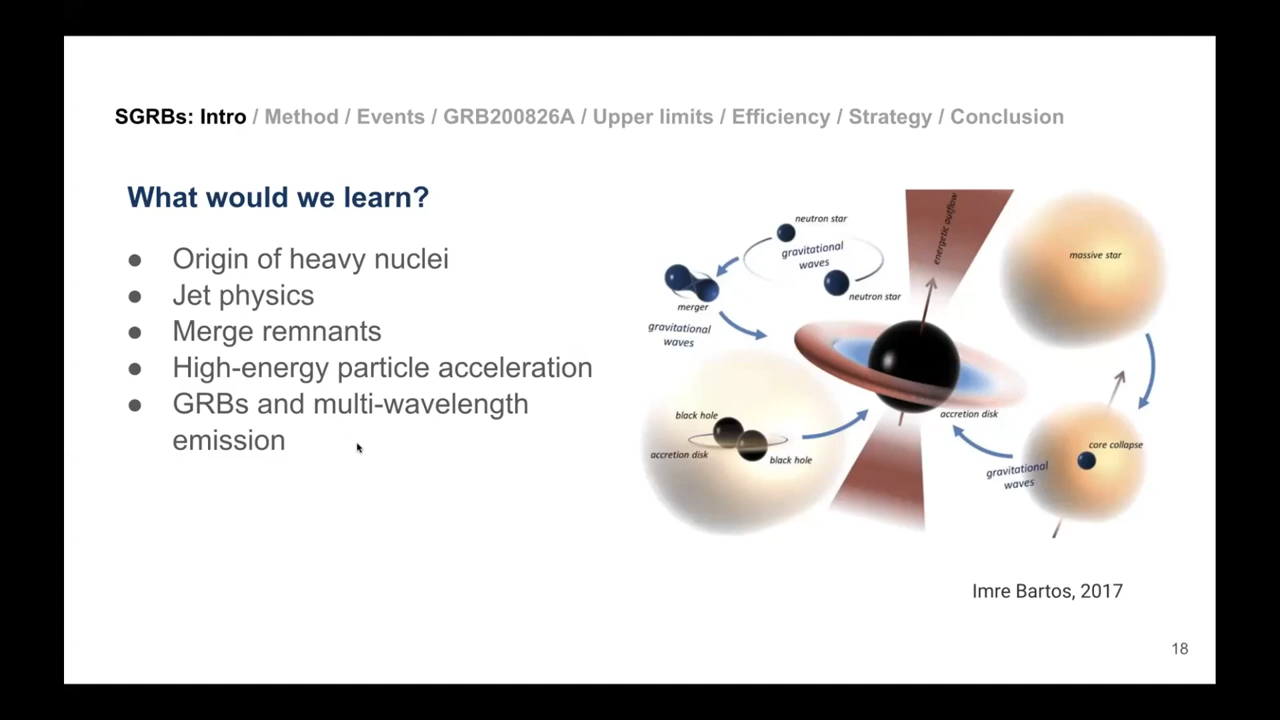 SGRBs: Intro / Method / Events / GRB200826A / Upper limits / Efficiency / Strategy / Conclusion
What would we learn?
● Origin of heavy nuclei
● Jet physics
● Merge remnants
● High-energy particle acceleration
● GRBs and multi-wavelength
emission
neutron star
gravitational
waves
neutron star
merger
gravitational
waves
energetic outflow
massive star
black hole
accretion disk
black hole
accretion disk
core collapse
gravitational
waves
Imre Bartos, 2017
18